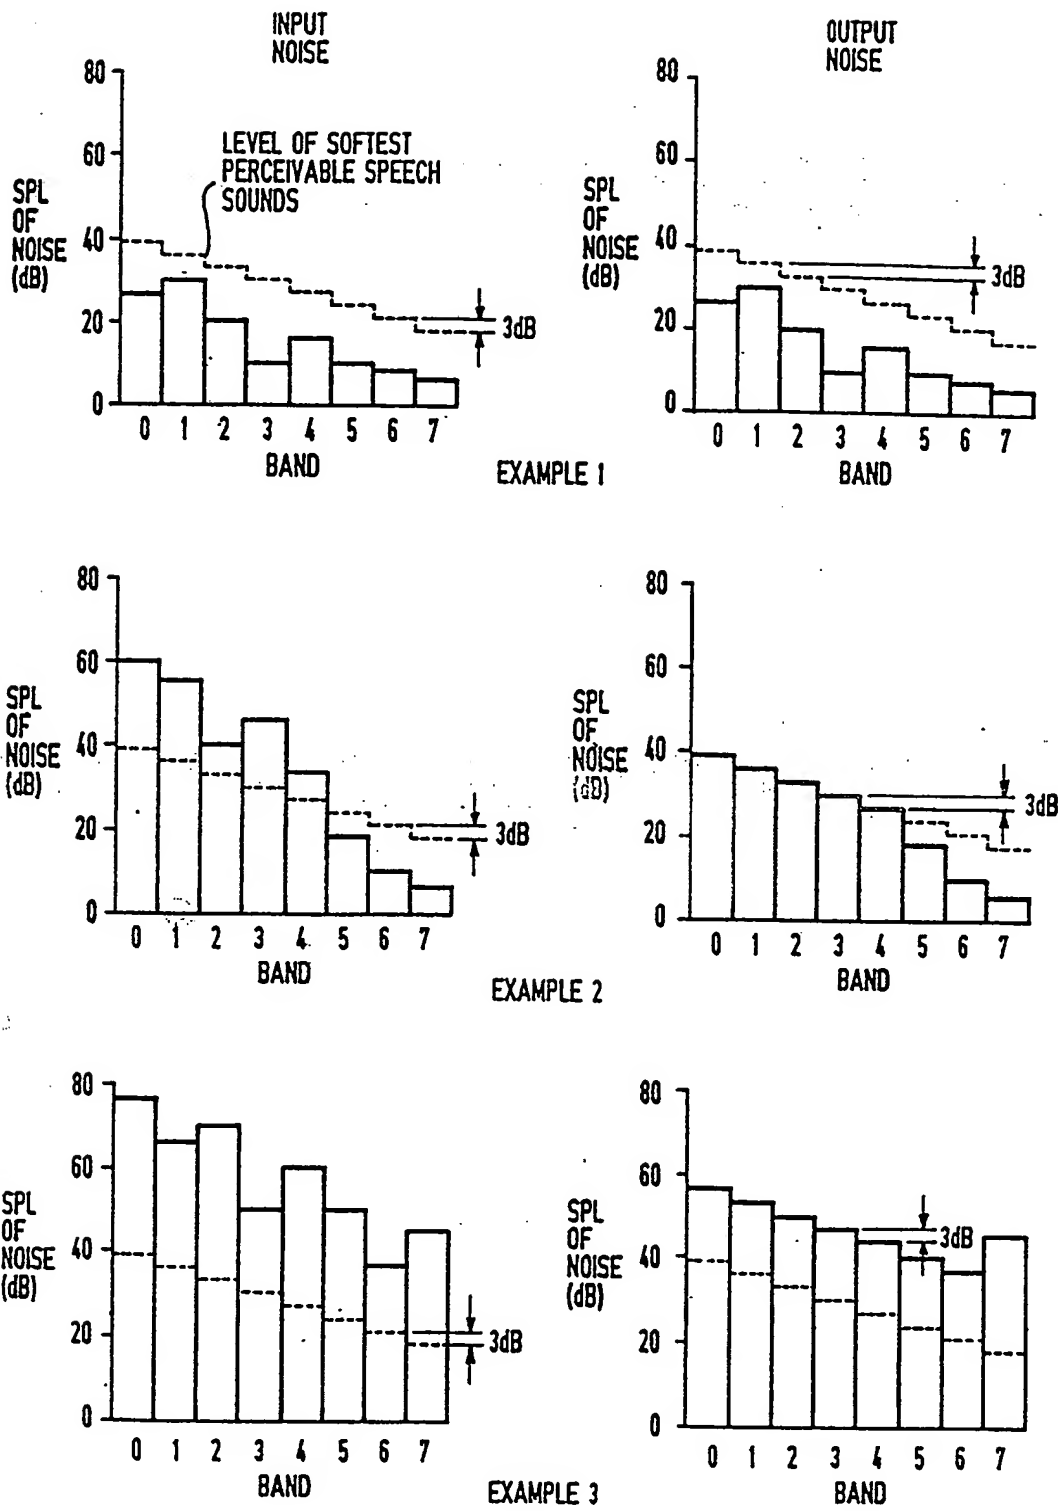 INPUT
NOISE
OUTPUT
NOISE
80
60
40
20
0
SPL
OF
NOISE
(dB)
LEVEL OF SOFTEST
PERCEIVABLE SPEECH
SOUNDS
3dB
0 1 2 3 4 5 6 7
BAND
80
60
40
20
0
SPL
OF
NOISE
(dB)
3dB
0 1 2 3 4 5 6 7
BAND
EXAMPLE 1
80
60
40
20
0
SPL
OF
NOISE
(dB)
3dB
0 1 2 3 4 5 6 7
BAND
80
60
40
20
0
SPL
OF
NOISE
(dB)
3dB
0 1 2 3 4 5 6 7
BAND
EXAMPLE 2
80
60
40
20
0
SPL
OF
NOISE
(dB)
3dB
0 1 2 3 4 5 6 7
BAND
80
60
40
20
0
SPL
OF
NOISE
(dB)
3dB
0 1 2 3 4 5 6 7
BAND
EXAMPLE 3